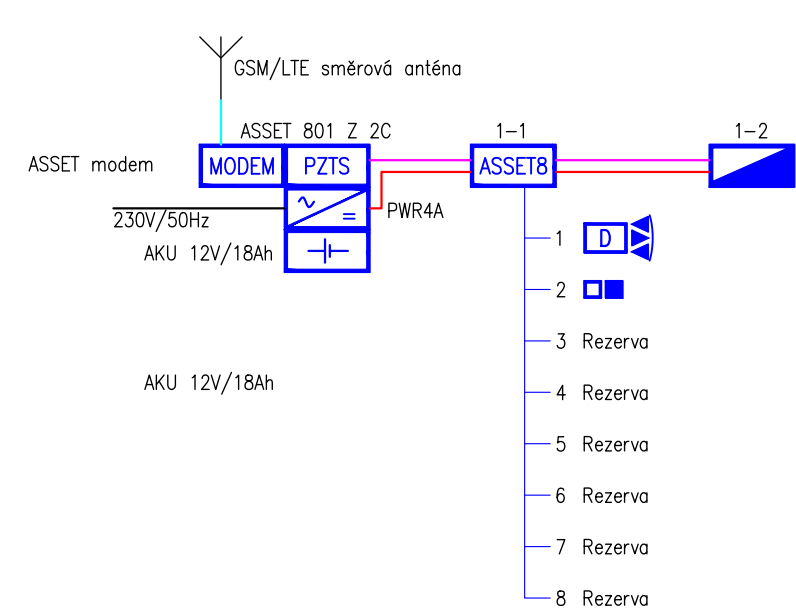 GSM/LTE směrová anténa
ASSET 801 Z 2C
1-1
1-2
ASSET modem
MODEM
PZTS
ASSET8
PWR4A
230V/50Hz
AKU 12V/18Ah
1
D
2
3 Rezerva
AKU 12V/18Ah
4 Rezerva
5 Rezerva
6 Rezerva
7 Rezerva
8 Rezerva